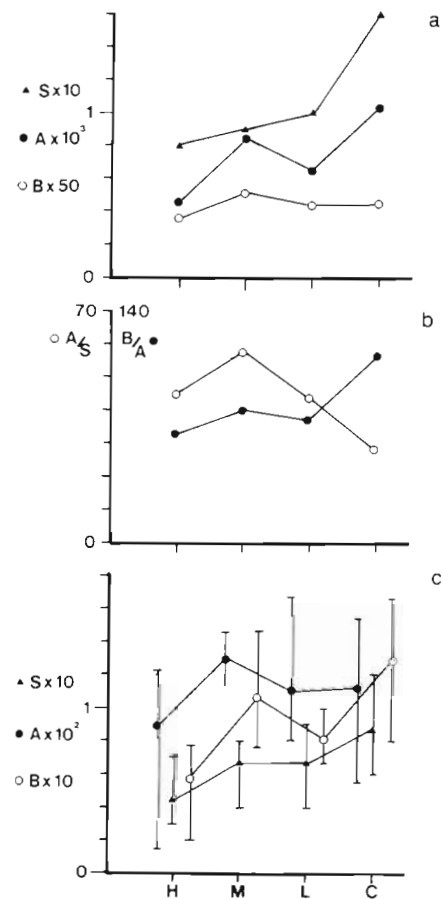 a
▲ S x 10
● A x 10³
○ B x 50
1
0
b
70 140
○ A/S B/A ●
0
c
▲ S x 10
● A x 10²
○ B x 10
1
0
H M L C